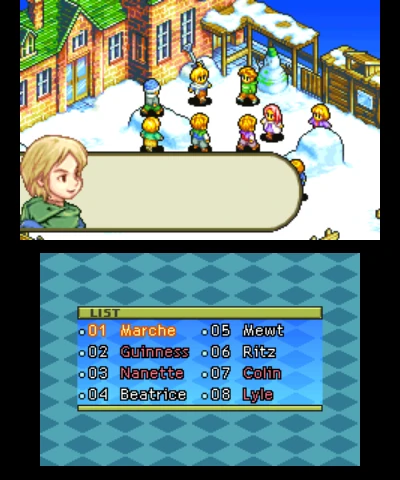 LIST
01 Marche 05 Mewt
02 Guinness 06 Ritz
03 Nanette 07 Colin
04 Beatrice 08 Lyle